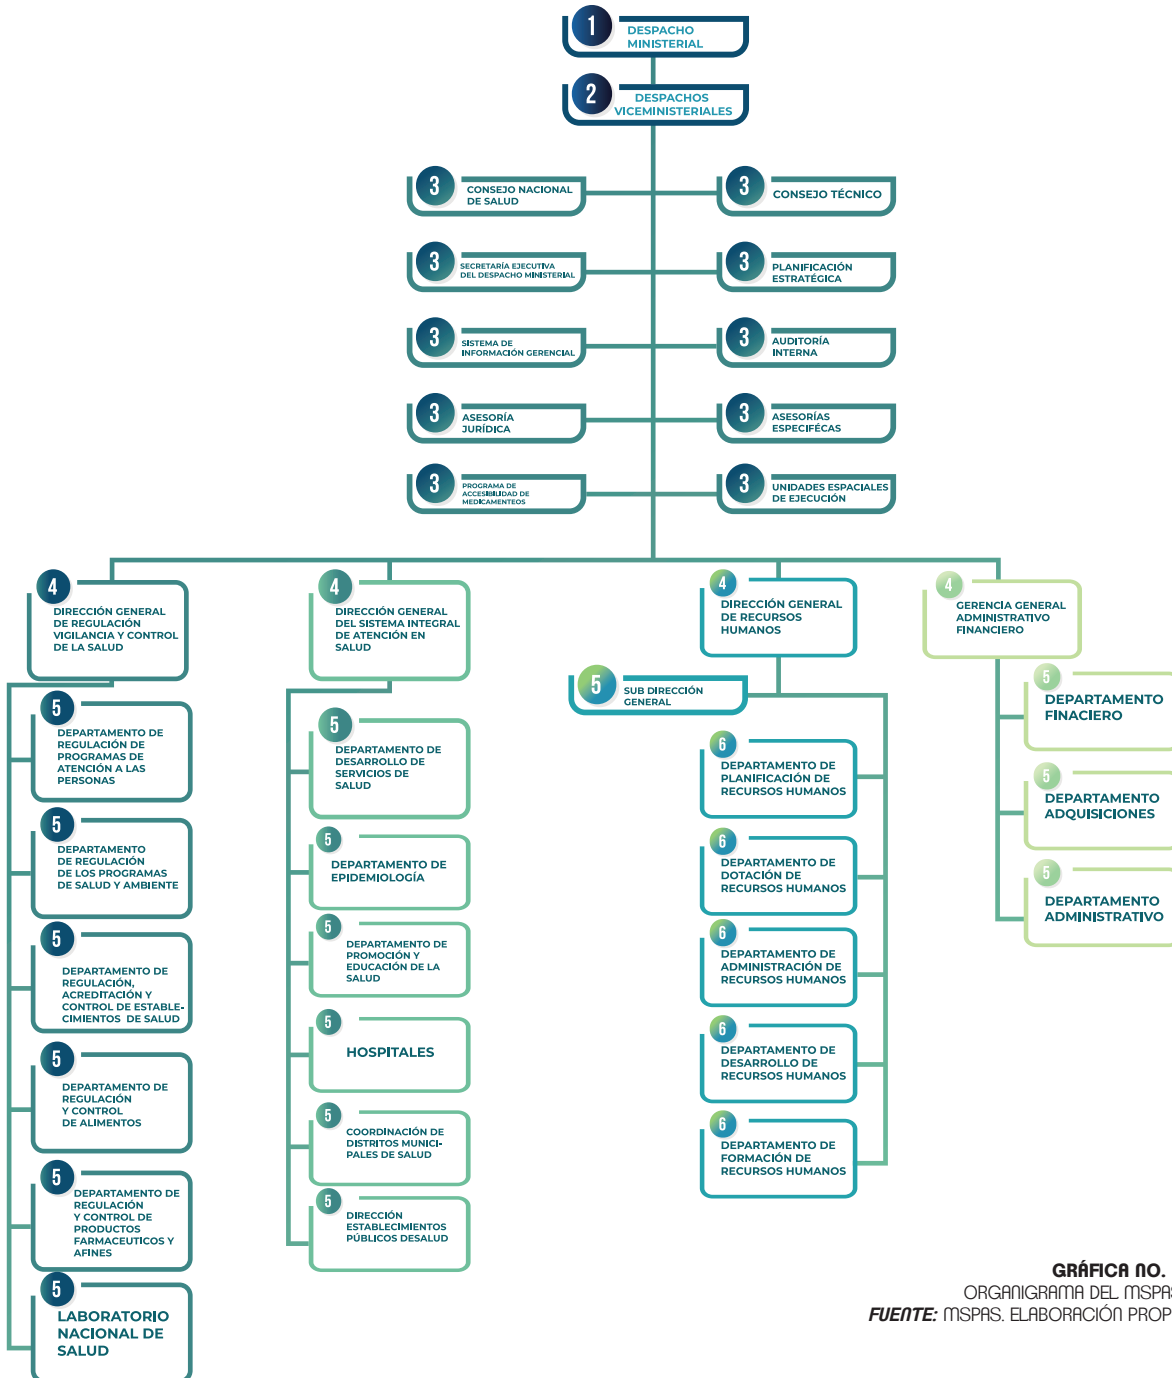 1
DESPACHO
MINISTERIAL
2
DESPACHOS
VICEMINISTERIALES
3
CONSEJO NACIONAL
DE SALUD
3
CONSEJO TÉCNICO
3
SECRETARÍA EJECUTIVA
DEL DESPACHO MINISTERIAL
3
PLANIFICACIÓN
ESTRATÉGICA
3
SISTEMA DE
INFORMACIÓN GERENCIAL
3
AUDITORÍA
INTERNA
3
ASESORÍA
JURÍDICA
3
ASESORÍAS
ESPECIFÉCAS
3
PROGRAMA DE
ACCESIBILIDAD DE
MEDICAMENTEOS
3
UNIDADES ESPACIALES
DE EJECUCIÓN
4
DIRECCIÓN GENERAL
DE REGULACIÓN
VIGILANCIA Y CONTROL
DE LA SALUD
5
DEPARTAMENTO DE
REGULACIÓN DE
PROGRAMAS DE
ATENCIÓN A LAS
PERSONAS
5
DEPARTAMENTO
DE REGULACIÓN
DE LOS PROGRAMAS
DE SALUD Y AMBIENTE
5
DEPARTAMENTO DE
REGULACIÓN,
ACREDITACIÓN Y
CONTROL DE ESTABLE-
CIMIENTOS DE SALUD
5
DEPARTAMENTO DE
REGULACIÓN
Y CONTROL
DE ALIMENTOS
5
DEPARTAMENTO DE
REGULACIÓN
Y CONTROL DE
PRODUCTOS
FARMACEUTICOS Y
AFINES
5
LABORATORIO
NACIONAL DE
SALUD
4
DIRECCIÓN GENERAL
DEL SISTEMA INTEGRAL
DE ATENCIÓN EN
SALUD
5
DEPARTAMENTO DE
DESARROLLO DE
SERVICIOS DE
SALUD
5
DEPARTAMENTO DE
EPIDEMIOLOGÍA
5
DEPARTAMENTO DE
PROMOCIÓN Y
EDUCACIÓN DE LA
SALUD
5
HOSPITALES
5
COORDINACIÓN DE
DISTRITOS MUNICI-
PALES DE SALUD
5
DIRECCIÓN
ESTABLECIMIENTOS
PÚBLICOS DESALUD
4
DIRECCIÓN GENERAL
DE RECURSOS
HUMANOS
5
SUB DIRECCIÓN
GENERAL
6
DEPARTAMENTO DE
PLANIFICACIÓN DE
RECURSOS HUMANOS
6
DEPARTAMENTO DE
DOTACIÓN DE
RECURSOS HUMANOS
6
DEPARTAMENTO DE
ADMINISTRACIÓN DE
RECURSOS HUMANOS
6
DEPARTAMENTO DE
DESARROLLO DE
RECURSOS HUMANOS
6
DEPARTAMENTO DE
FORMACIÓN DE
RECURSOS HUMANOS
4
GERENCIA GENERAL
ADMINISTRATIVO
FINANCIERO
5
DEPARTAMENTO
FINACIERO
5
DEPARTAMENTO
ADQUISICIONES
5
DEPARTAMENTO
ADMINISTRATIVO
GRÁFICA NO.
ORGANIGRAMA DEL MSPAS
FUENTE: MSPAS. ELABORACIÓN PROP